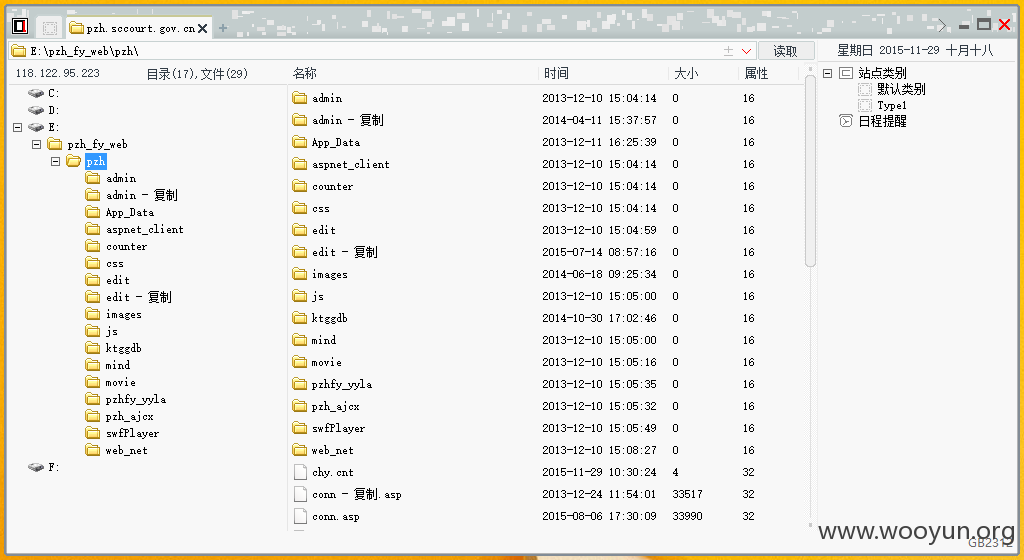 pzh.sccourt.gov.cn
E:\pzh_fy_web\pzh\
读取
星期日 2015-11-29 十月十八
118.122.95.223 目录(17),文件(29)
名称 时间 大小 属性
C:
D:
E:
pzh_fy_web
pzh
admin
admin - 复制
App_Data
aspnet_client
counter
css
edit
edit - 复制
images
js
ktggdb
mind
movie
pzhfy_yyla
pzh_ajcx
swfPlayer
web_net
F:
admin 2013-12-10 15:04:14 0 16
admin - 复制 2014-04-11 15:37:57 0 16
App_Data 2013-12-11 16:25:39 0 16
aspnet_client 2013-12-10 15:04:14 0 16
counter 2013-12-10 15:04:14 0 16
css 2013-12-10 15:04:14 0 16
edit 2013-12-10 15:04:59 0 16
edit - 复制 2015-07-14 08:57:16 0 16
images 2014-06-18 09:25:34 0 16
js 2013-12-10 15:05:00 0 16
ktggdb 2014-10-30 17:02:46 0 16
mind 2013-12-10 15:05:00 0 16
movie 2013-12-10 15:05:16 0 16
pzhfy_yyla 2013-12-10 15:05:35 0 16
pzh_ajcx 2013-12-10 15:05:32 0 16
swfPlayer 2013-12-10 15:05:49 0 16
web_net 2013-12-10 15:08:27 0 16
chy.cnt 2015-11-29 10:30:24 4 32
conn - 复制.asp 2013-12-24 11:54:01 33517 32
conn.asp 2015-08-06 17:30:09 33990 32
站点类别
默认类别
Type1
日程提醒
www.wooyun.org
GB2312